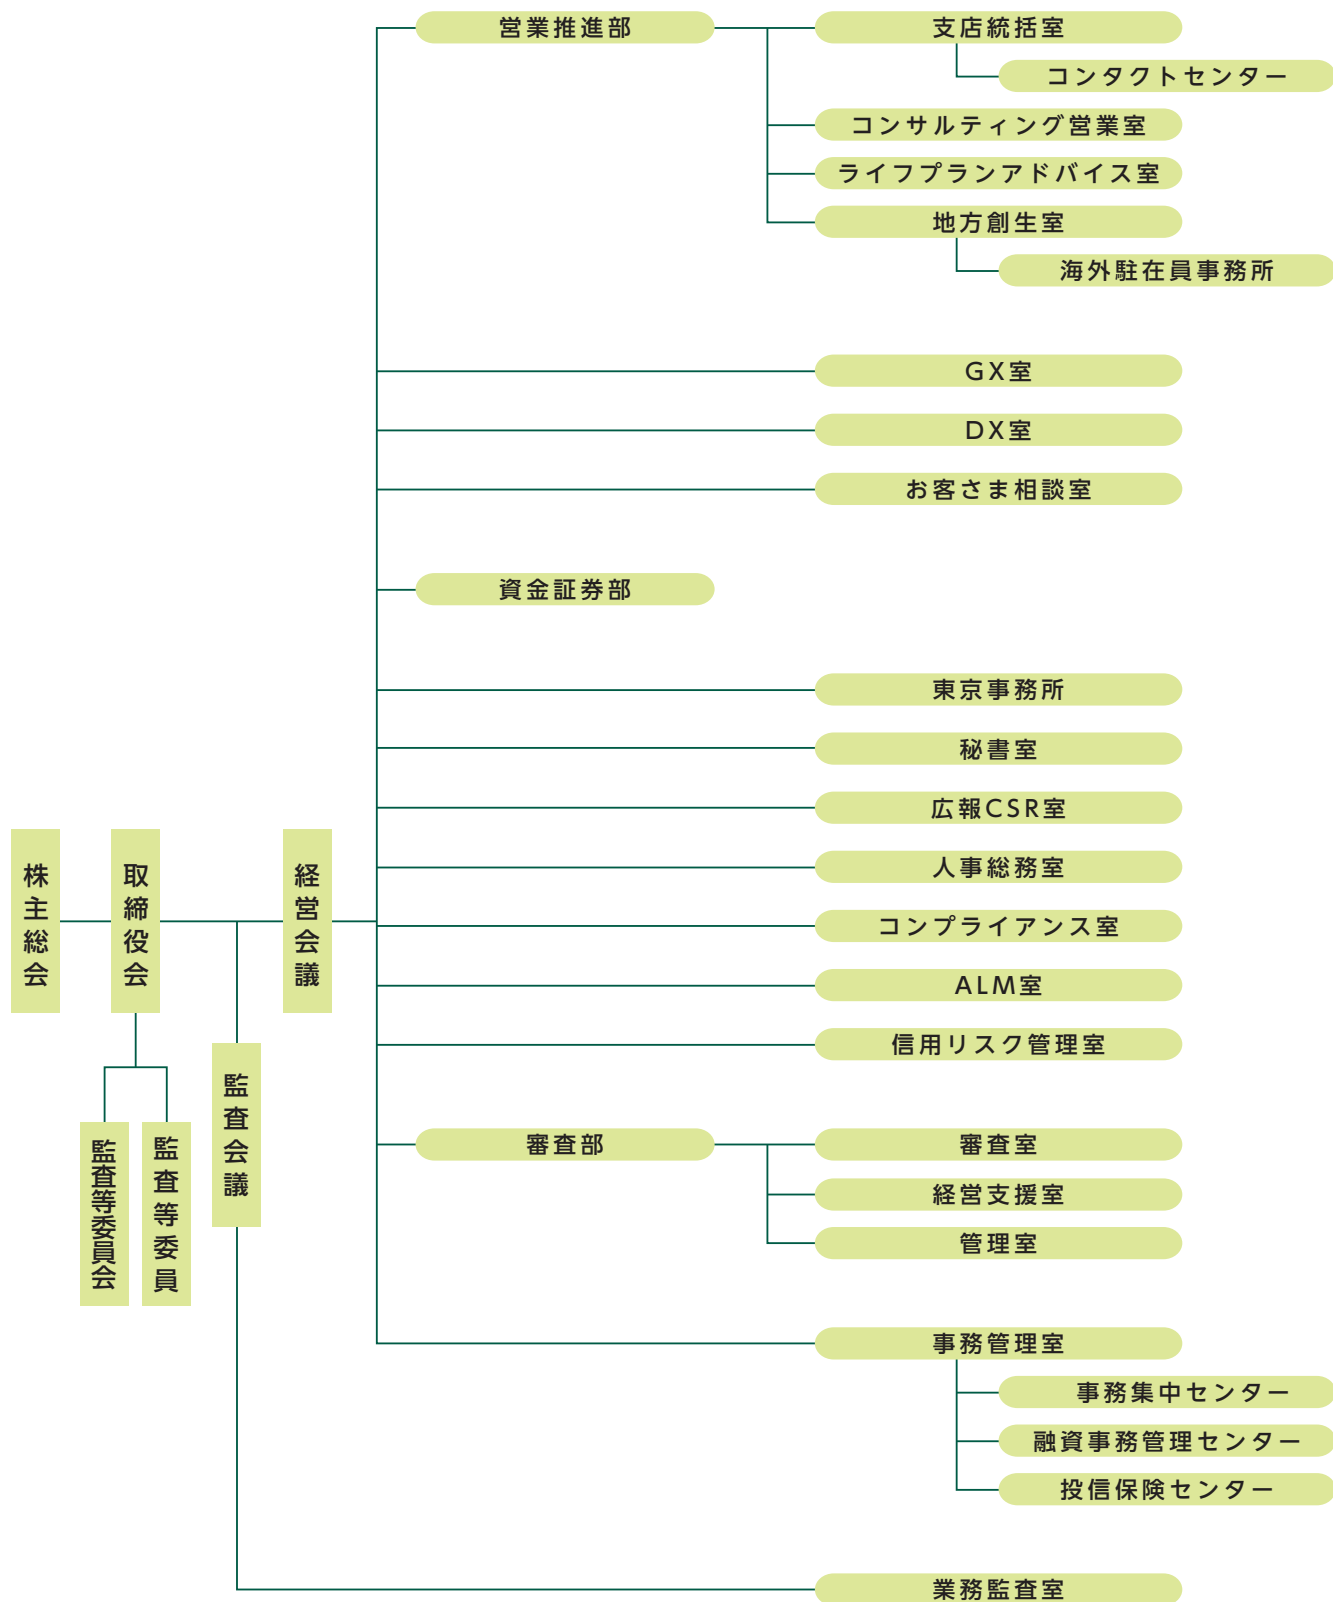 営業推進部
支店統括室
コンタクトセンター
コンサルティング営業室
ライフプランアドバイス室
地方創生室
海外駐在員事務所
GX室
DX室
お客さま相談室
資金証券部
東京事務所
秘書室
広報CSR室
人事総務室
コンプライアンス室
ALM室
信用リスク管理室
株主総会
取締役会
経営会議
監査会議
監査等委員会
監査等委員
審査部
審査室
経営支援室
管理室
事務管理室
事務集中センター
融資事務管理センター
投信保険センター
業務監査室